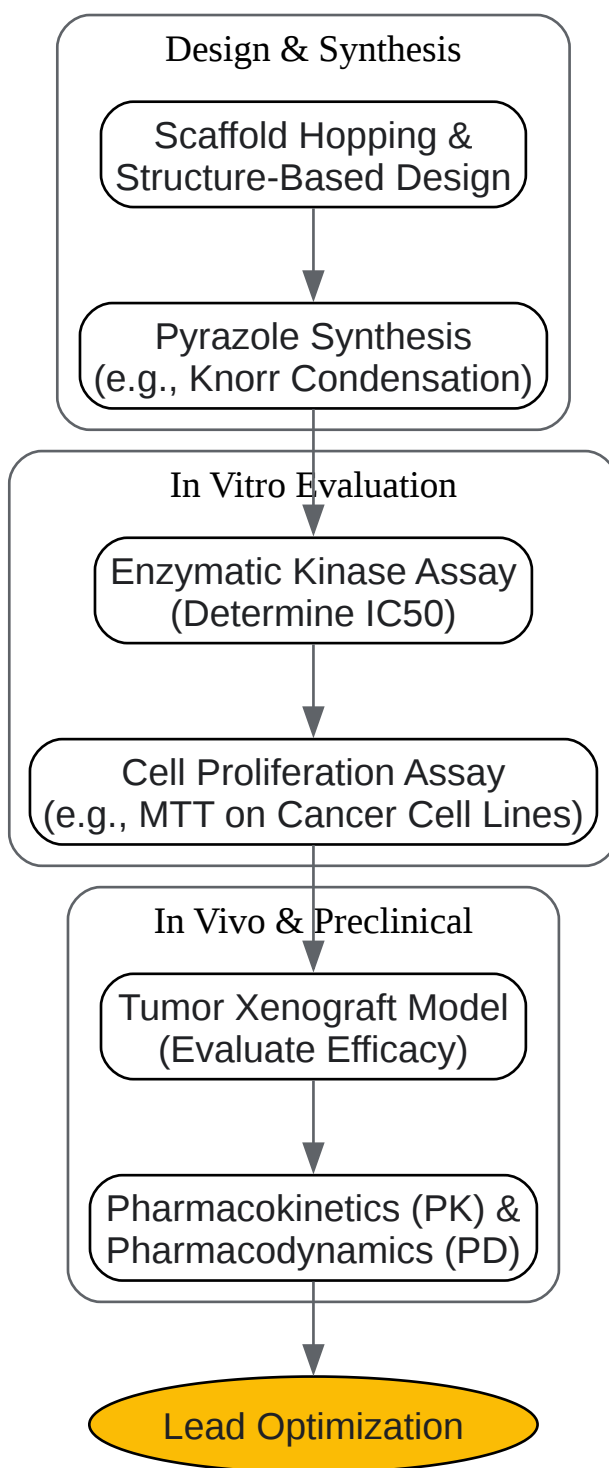 Design & Synthesis
Scaffold Hopping &
Structure-Based Design
Pyrazole Synthesis
(e.g., Knorr Condensation)
In Vitro Evaluation
Enzymatic Kinase Assay
(Determine IC50)
Cell Proliferation Assay
(e.g., MTT on Cancer Cell Lines)
In Vivo & Preclinical
Tumor Xenograft Model
(Evaluate Efficacy)
Pharmacokinetics (PK) &
Pharmacodynamics (PD)
Lead Optimization